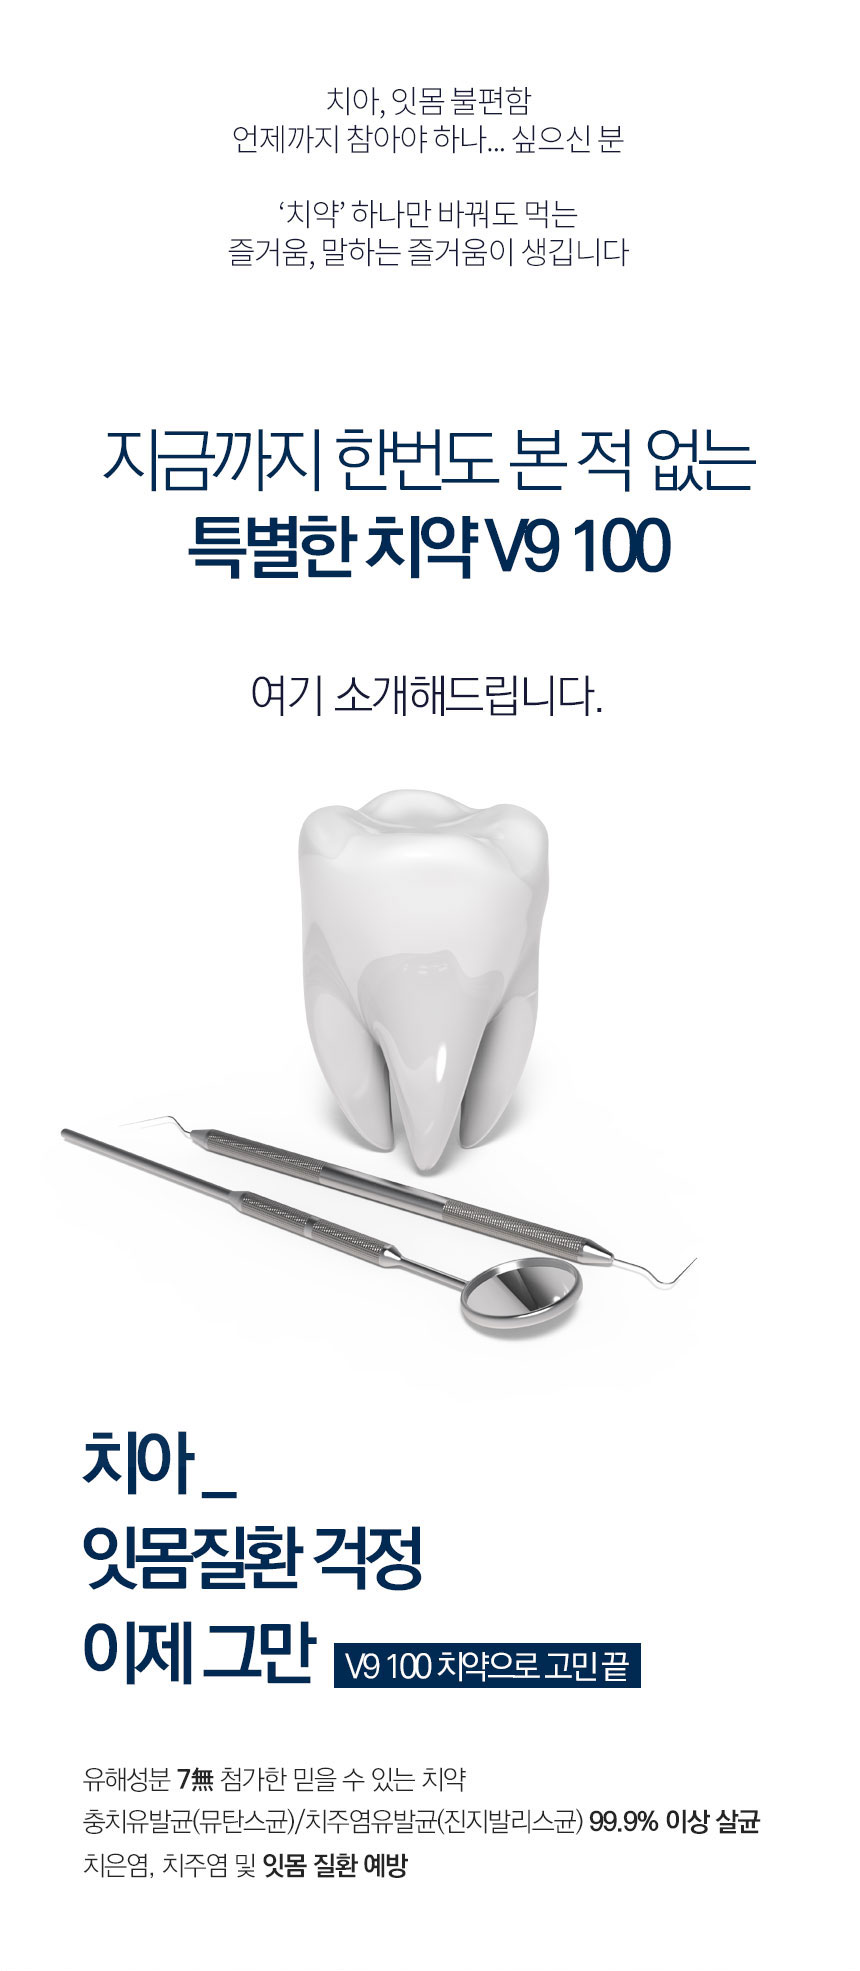 치아, 잇몸 불편함
언제까지 참아야 하나... 싶으신 분
‘치약’ 하나만 바꿔도 먹는
즐거움, 말하는 즐거움이 생깁니다
지금까지 한번도 본 적 없는
특별한 치약 V9 100
여기 소개해드립니다.
치아 _
잇몸질환 걱정
이제 그만 V9 100 치약으로 고민 끝
유해성분 7無 첨가한 믿을 수 있는 치약
충치유발균(뮤탄스균)/치주염유발균(진지발리스균) 99.9% 이상 살균
치은염, 치주염 및 잇몸 질환 예방